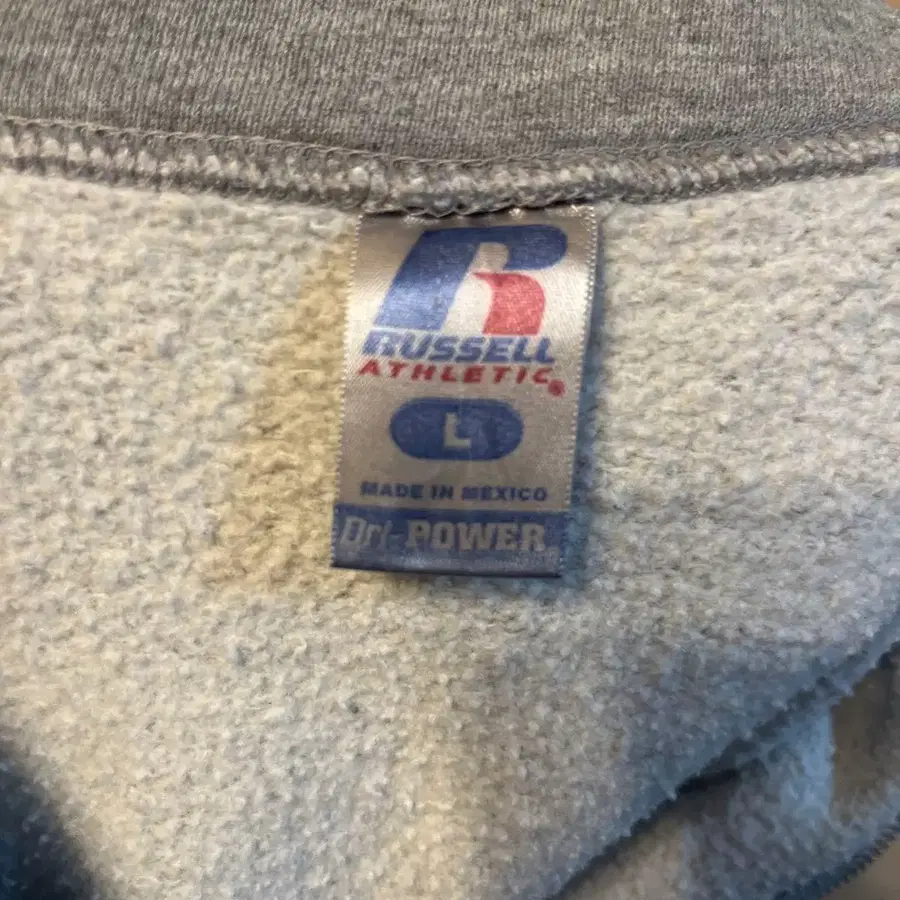 R
RUSSELL
ATHLETIC®
L
MADE IN MEXICO
Dri-POWER